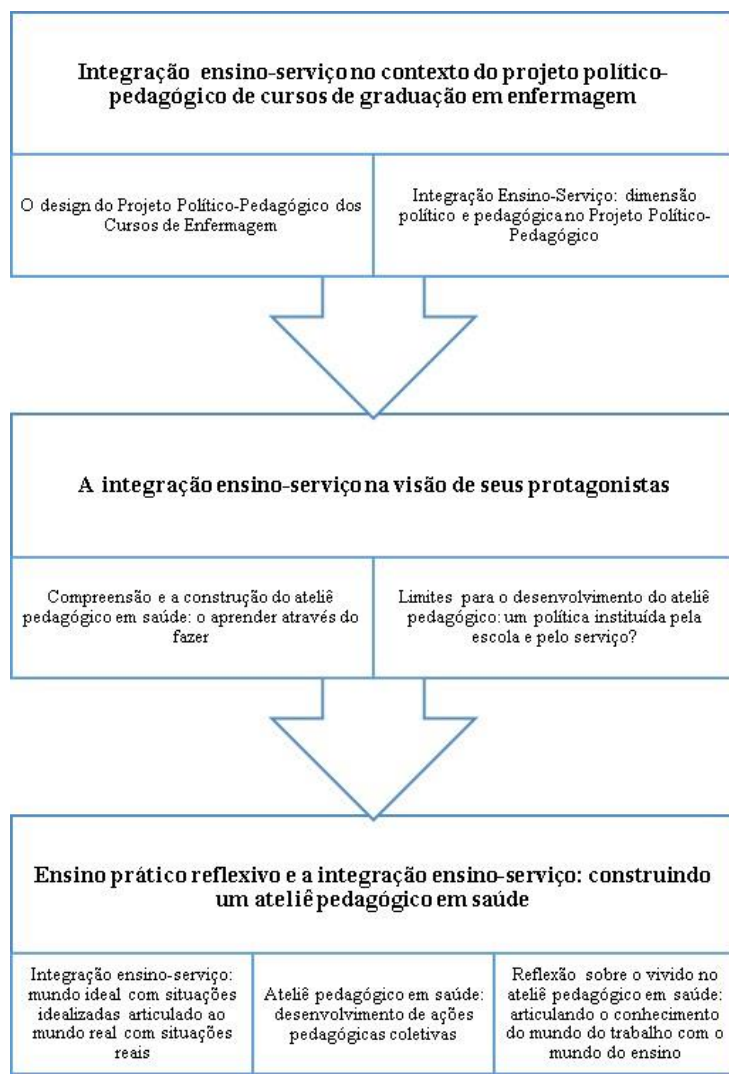 Integração ensino-serviço no contexto do projeto político-
pedagógico de cursos de graduação em enfermagem
O design do Projeto Político-Pedagógico dos
Cursos de Enfermagem
Integração Ensino-Serviço: dimensão
político e pedagógica no Projeto Político-
Pedagógico
A integração ensino-serviço na visão de seus protagonistas
Compreensão e a construção do ateliê
pedagógico em saúde: o aprender através do
fazer
Limites para o desenvolvimento do ateliê
pedagógico: um política instituída pela
escola e pelo serviço?
Ensino prático reflexivo e a integração ensino-serviço: construindo
um ateliê pedagógico em saúde
Integração ensino-serviço:
mundo ideal com situações
idealizadas articulado ao
mundo real com situações
reais
Ateliê pedagógico em saúde:
desenvolvimento de ações
pedagógicas coletivas
Reflexão sobre o vivido no
ateliê pedagógico em saúde:
articulando o conhecimento
do mundo do trabalho com o
mundo do ensino